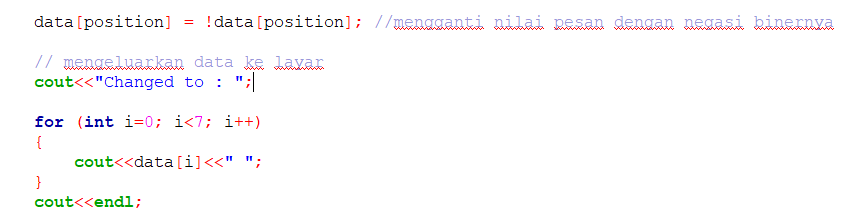 data[position] = !data[position]; //mengganti nilai pesan dengan negasi binernya
// mengeluarkan data ke layar
cout<<"Changed to : ";
for (int i=0; i<7; i++)
{
cout<<data[i]<<" ";
}
cout<<endl;